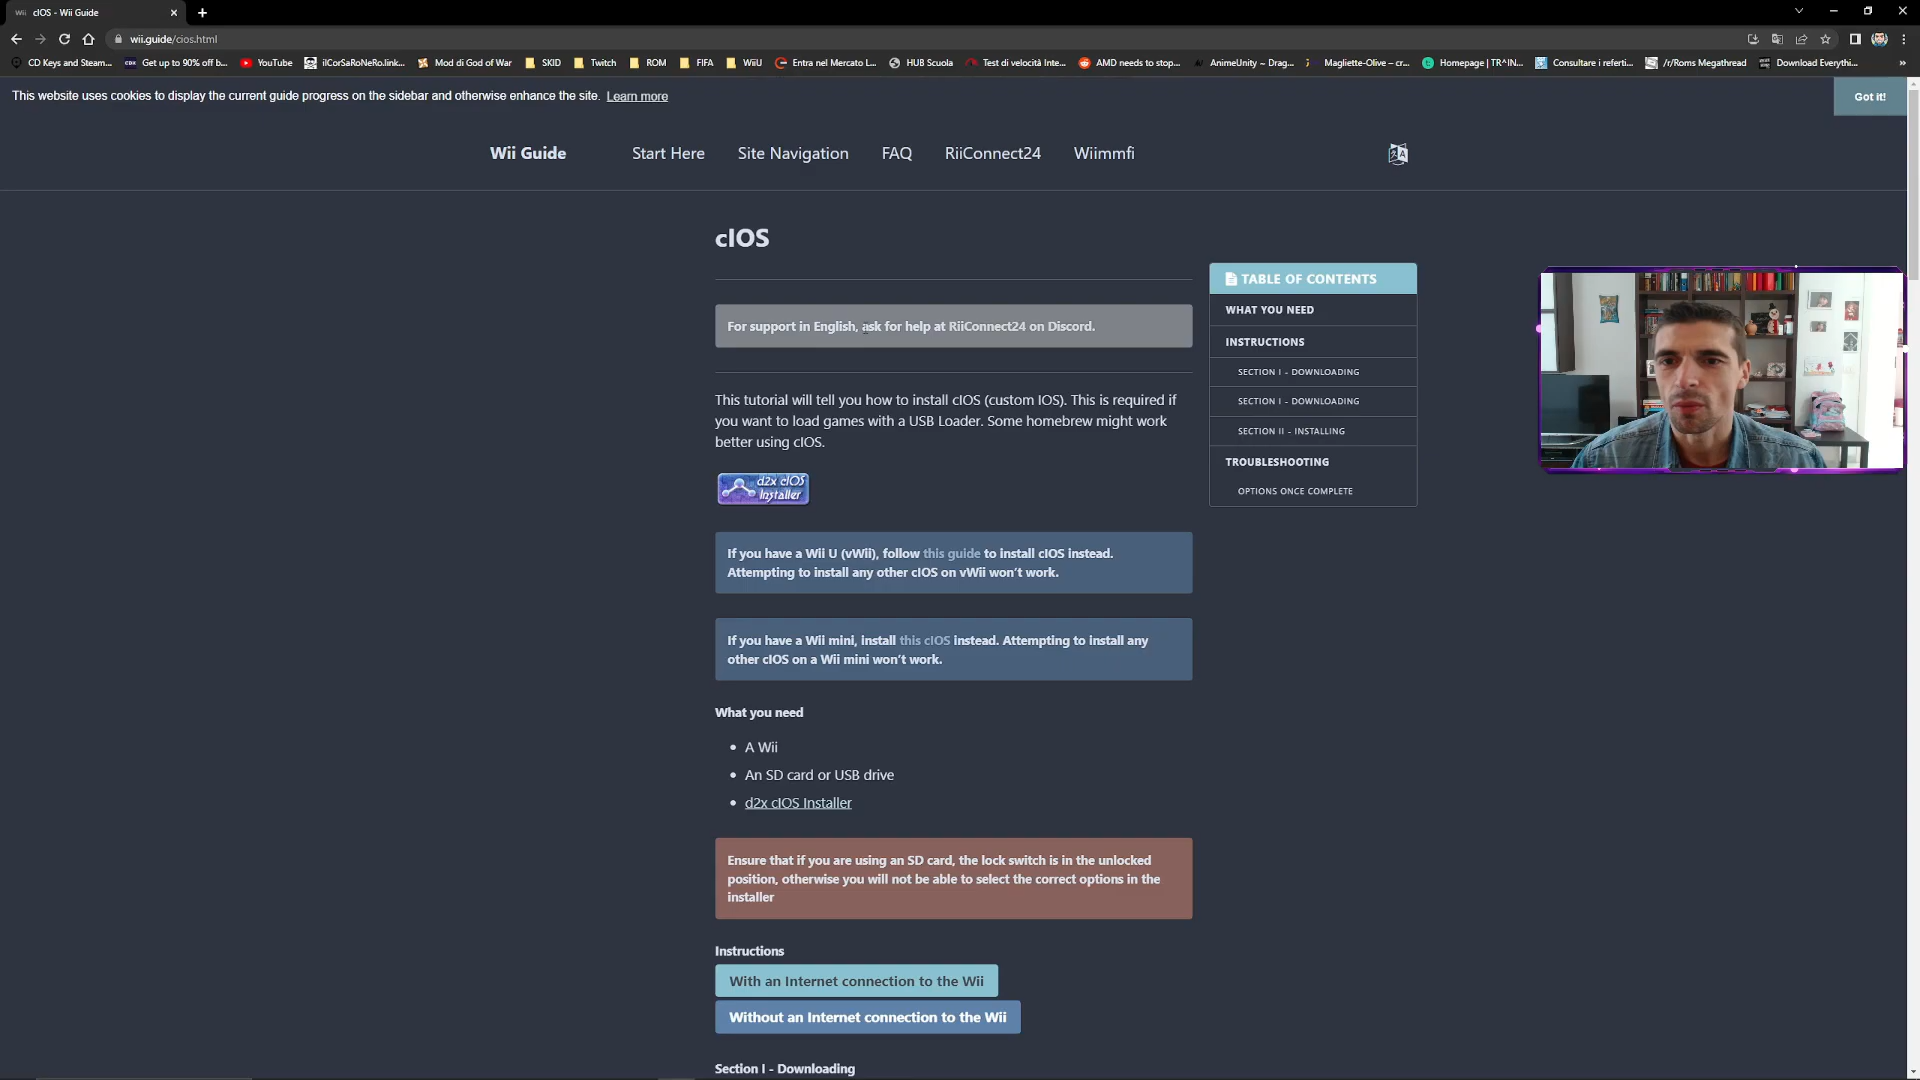 Wii cIOS - Wii Guide
wii.guide/cios.html
CD Keys and Steam... CDK Get up to 90% off b... YouTube ilCorSaRoNeRo.link... Mod di God of War SKID Twitch ROM FIFA WiiU Entra nel Mercato L... HUB Scuola Test di velocità Inte... AMD needs to stop... AnimeUnity ~ Drag... Magliette-Olive – cr... Homepage | TR^IN... Consultare i referti... /r/Roms Megathread Download Everythi...
This website uses cookies to display the current guide progress on the sidebar and otherwise enhance the site. Learn more
Got it!
Wii Guide Start Here Site Navigation FAQ RiiConnect24 Wiimmfi
cIOS
For support in English, ask for help at RiiConnect24 on Discord.
This tutorial will tell you how to install cIOS (custom IOS). This is required if
you want to load games with a USB Loader. Some homebrew might work
better using cIOS.
d2x cIOS
Installer
If you have a Wii U (vWii), follow this guide to install cIOS instead.
Attempting to install any other cIOS on vWii won't work.
If you have a Wii mini, install this cIOS instead. Attempting to install any
other cIOS on a Wii mini won't work.
What you need
• A Wii
• An SD card or USB drive
• d2x cIOS Installer
Ensure that if you are using an SD card, the lock switch is in the unlocked
position, otherwise you will not be able to select the correct options in the
installer
Instructions
With an Internet connection to the Wii
Without an Internet connection to the Wii
Section I - Downloading
TABLE OF CONTENTS
WHAT YOU NEED
INSTRUCTIONS
SECTION I - DOWNLOADING
SECTION I - DOWNLOADING
SECTION II - INSTALLING
TROUBLESHOOTING
OPTIONS ONCE COMPLETE